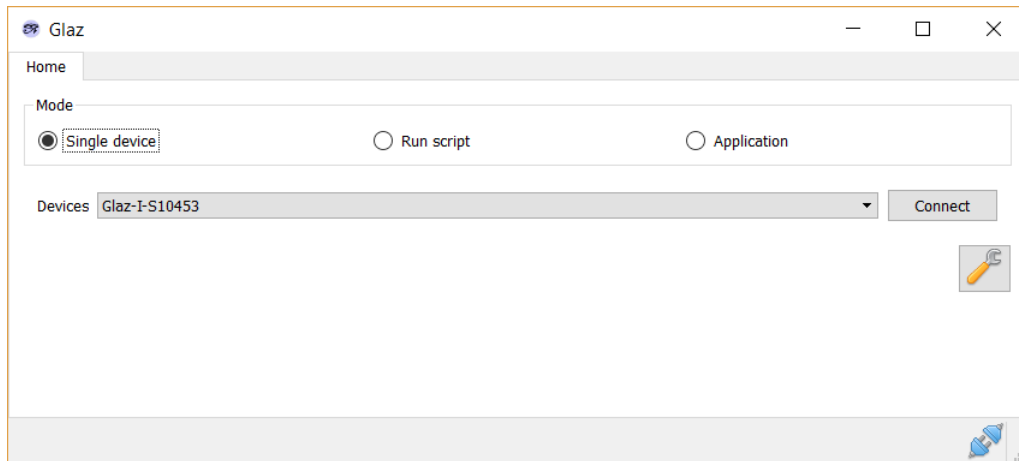 Glaz
Home
Mode
Single device Run script Application
Devices Glaz-I-S10453 Connect